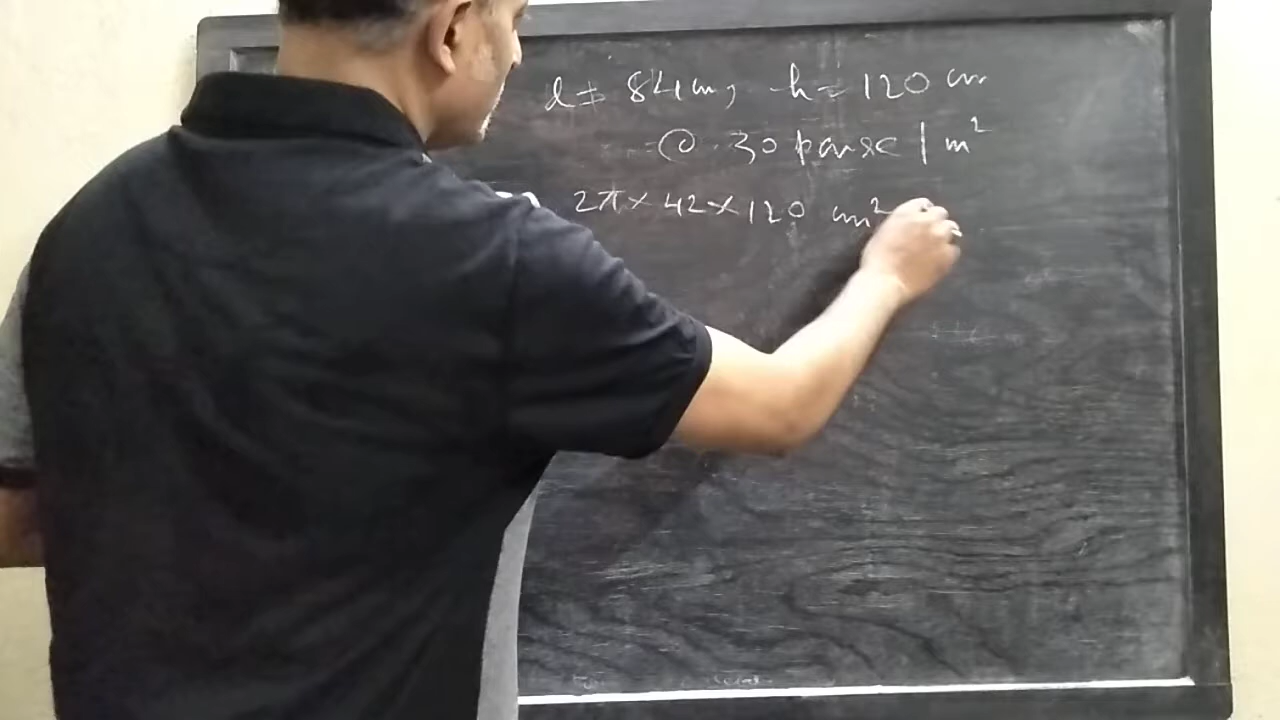 d = 84 cm, h = 120 cm
@ 30 paise / m²
2π × 42 × 120 cm²